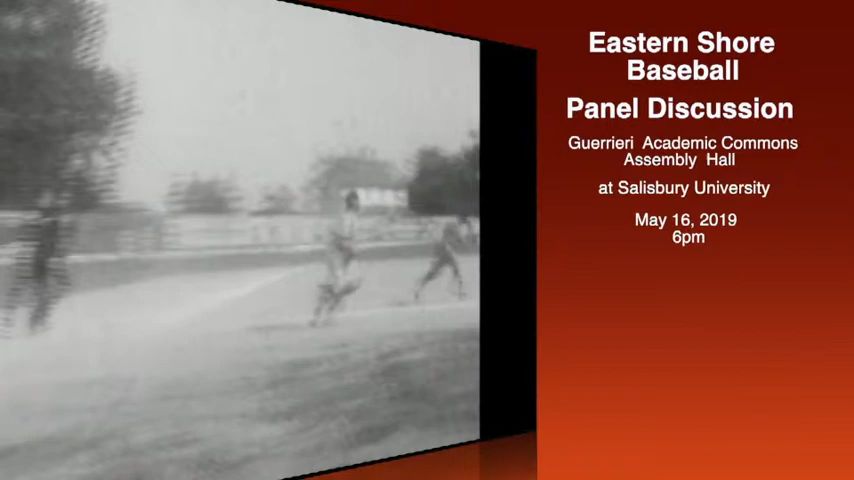 Eastern Shore
Baseball
Panel Discussion
Guerrieri Academic Commons
Assembly Hall
at Salisbury University
May 16, 2019
6pm